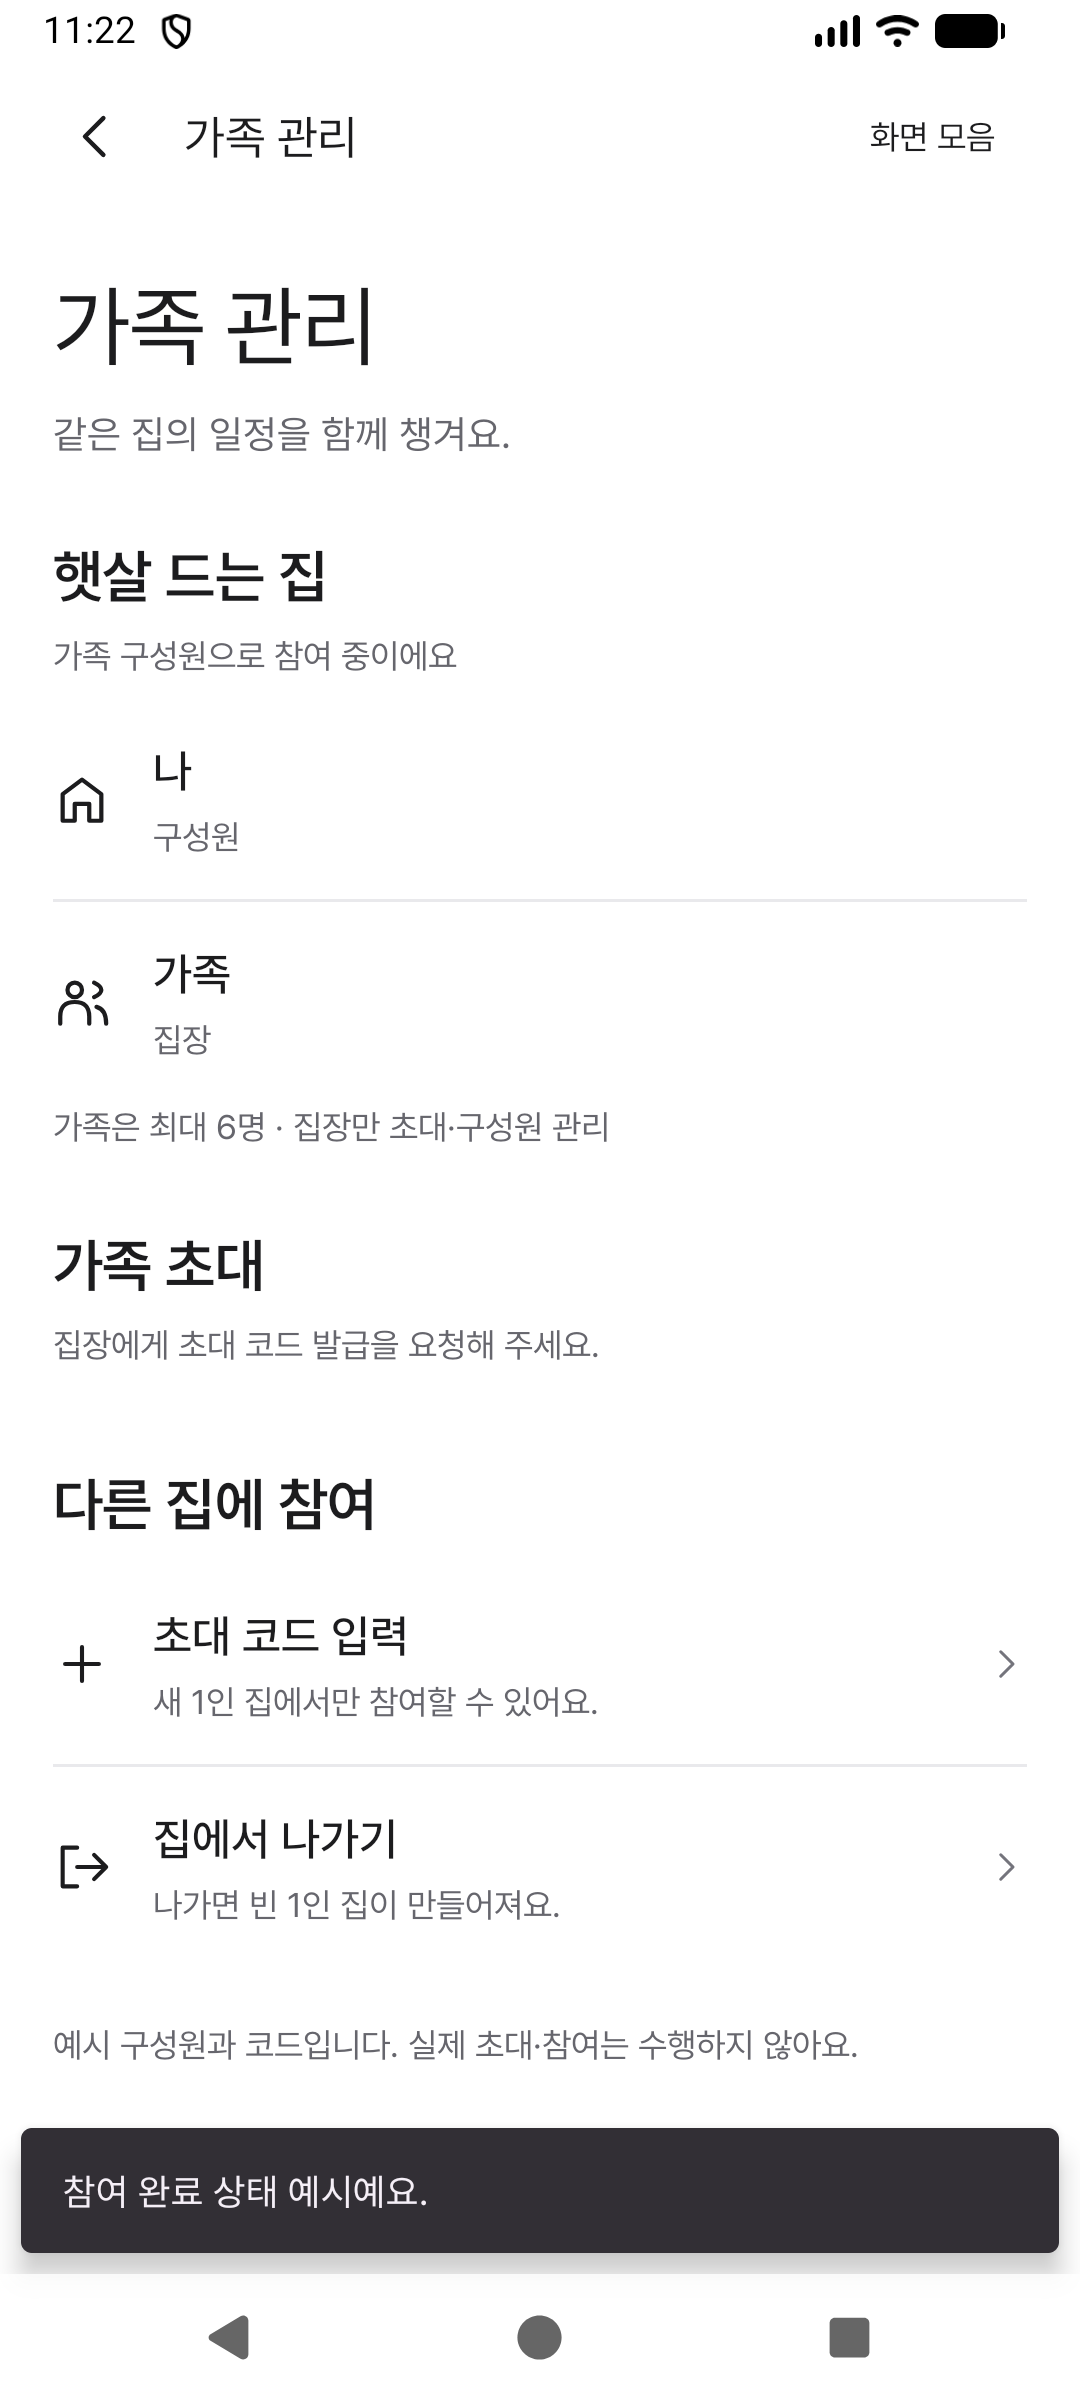 11:22
가족 관리
화면 모음
가족 관리
같은 집의 일정을 함께 챙겨요.
햇살 드는 집
가족 구성원으로 참여 중이에요
나
구성원
가족
집장
가족은 최대 6명 · 집장만 초대·구성원 관리
가족 초대
집장에게 초대 코드 발급을 요청해 주세요.
다른 집에 참여
초대 코드 입력
새 1인 집에서만 참여할 수 있어요.
집에서 나가기
나가면 빈 1인 집이 만들어져요.
예시 구성원과 코드입니다. 실제 초대·참여는 수행하지 않아요.
참여 완료 상태 예시예요.